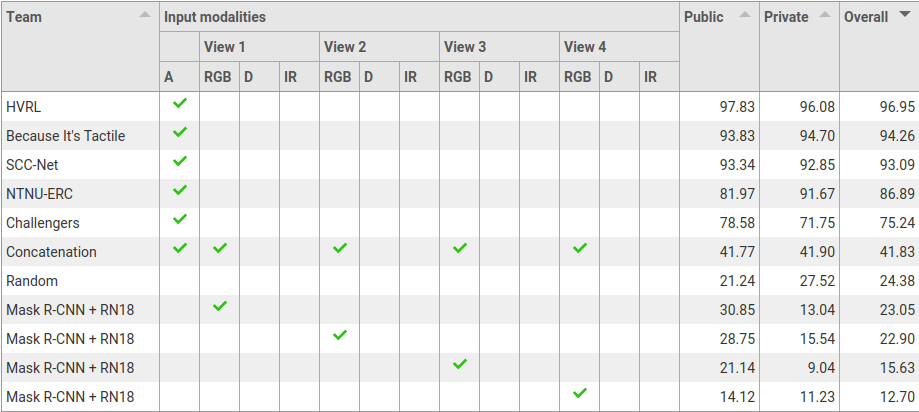 Team Input modalities Public Private Overall
View 1 View 2 View 3 View 4
A RGB D IR RGB D IR RGB D IR RGB D IR
HVRL ✓ 97.83 96.08 96.95
Because It's Tactile ✓ 93.83 94.70 94.26
SCC-Net ✓ 93.34 92.85 93.09
NTNU-ERC ✓ 81.97 91.67 86.89
Challengers ✓ 78.58 71.75 75.24
Concatenation ✓ ✓ ✓ ✓ ✓ 41.77 41.90 41.83
Random 21.24 27.52 24.38
Mask R-CNN + RN18 ✓ 30.85 13.04 23.05
Mask R-CNN + RN18 ✓ 28.75 15.54 22.90
Mask R-CNN + RN18 ✓ 21.14 9.04 15.63
Mask R-CNN + RN18 ✓ 14.12 11.23 12.70